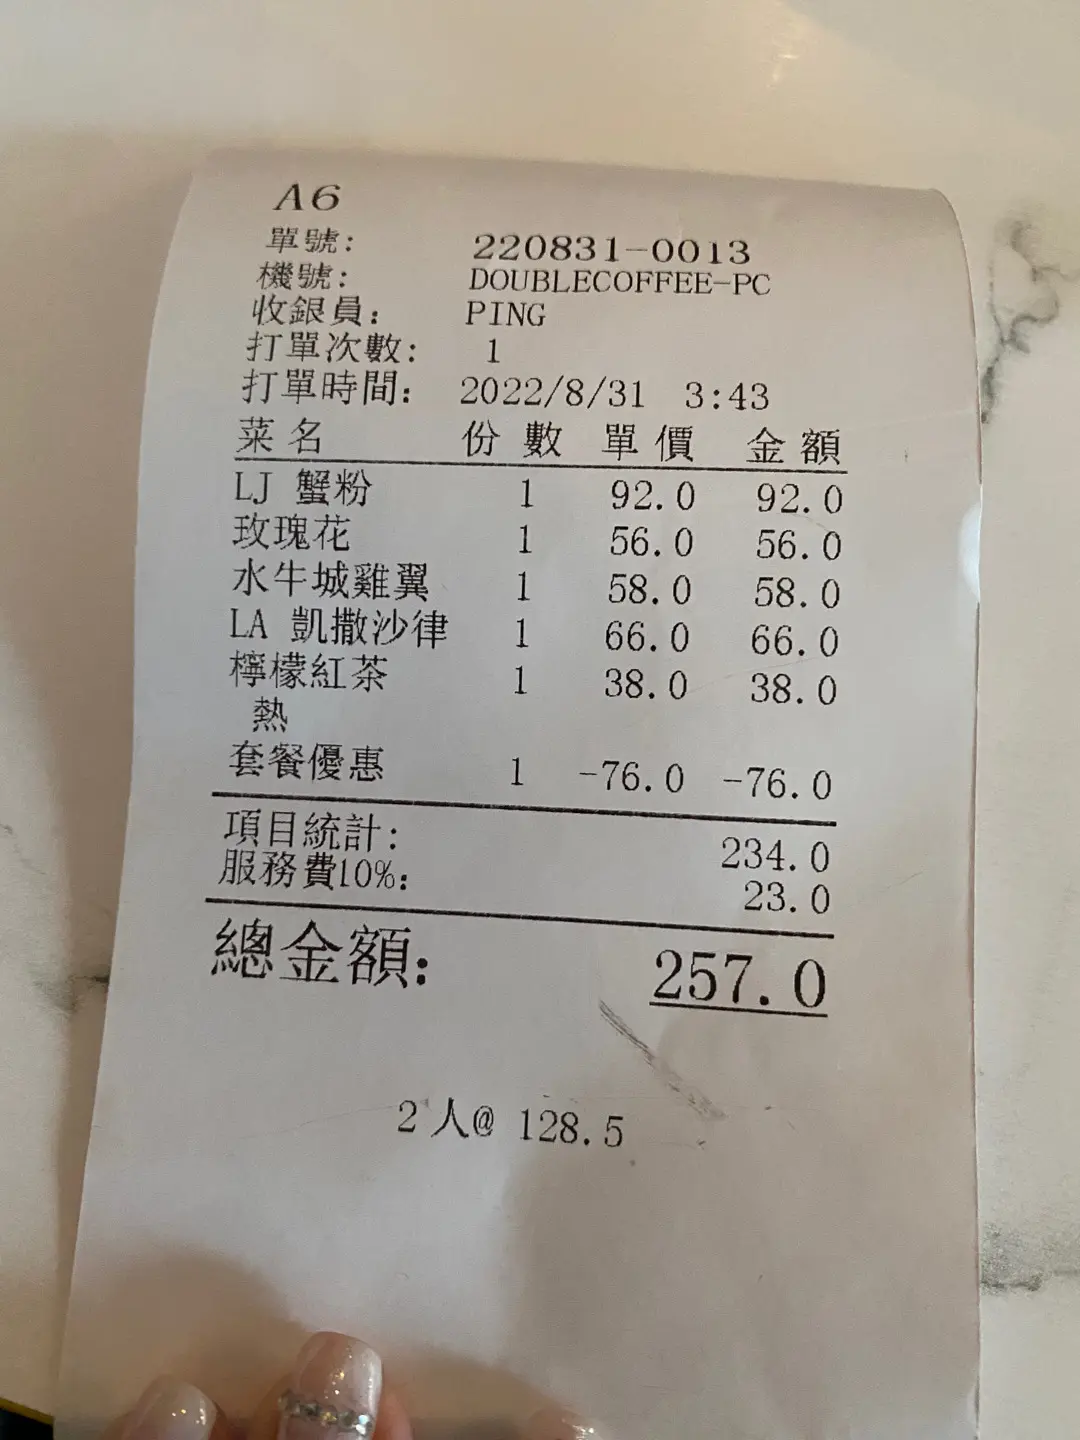 A6
單號: 220831-0013
機號: DOUBLECOFFEE-PC
收銀員: PING
打單次數: 1
打單時間: 2022/8/31 3:43
菜名 份數 單價 金額
LJ 蟹粉 1 92.0 92.0
玫瑰花 1 56.0 56.0
水牛城雞翼 1 58.0 58.0
LA 凱撒沙律 1 66.0 66.0
檸檬紅茶 1 38.0 38.0
熱
套餐優惠 1 -76.0 -76.0
項目統計: 234.0
服務費10%: 23.0
總金額: 257.0
2人@ 128.5